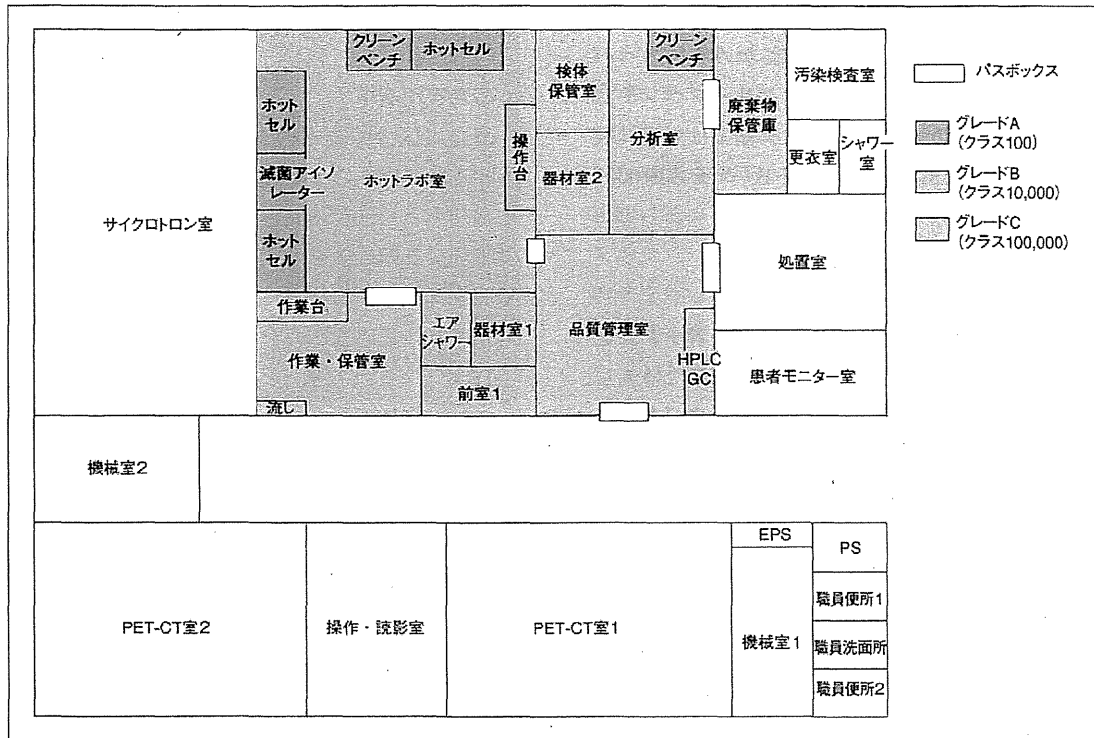 クリーン
ベンチ
ホットセル
ホット
セル
滅菌アイソ
レーター
ホット
セル
ホットラボ室
操
作
台
サイクロトロン室
検体
保管室
器材室2
クリーン
ベンチ
分析室
廃棄物
保管庫
汚染検査室
更衣室
シャワー
室
処置室
患者モニター室
作業台
作業・保管室
流し
エア
シャワー
器材室1
前室1
品質管理室
HPLC
GC
パスボックス
グレードA
(クラス100)
グレードB
(クラス10,000)
グレードC
(クラス100,000)
機械室2
PET-CT室2
操作・読影室
PET-CT室1
EPS
機械室1
PS
職員便所1
職員洗面所
職員便所2